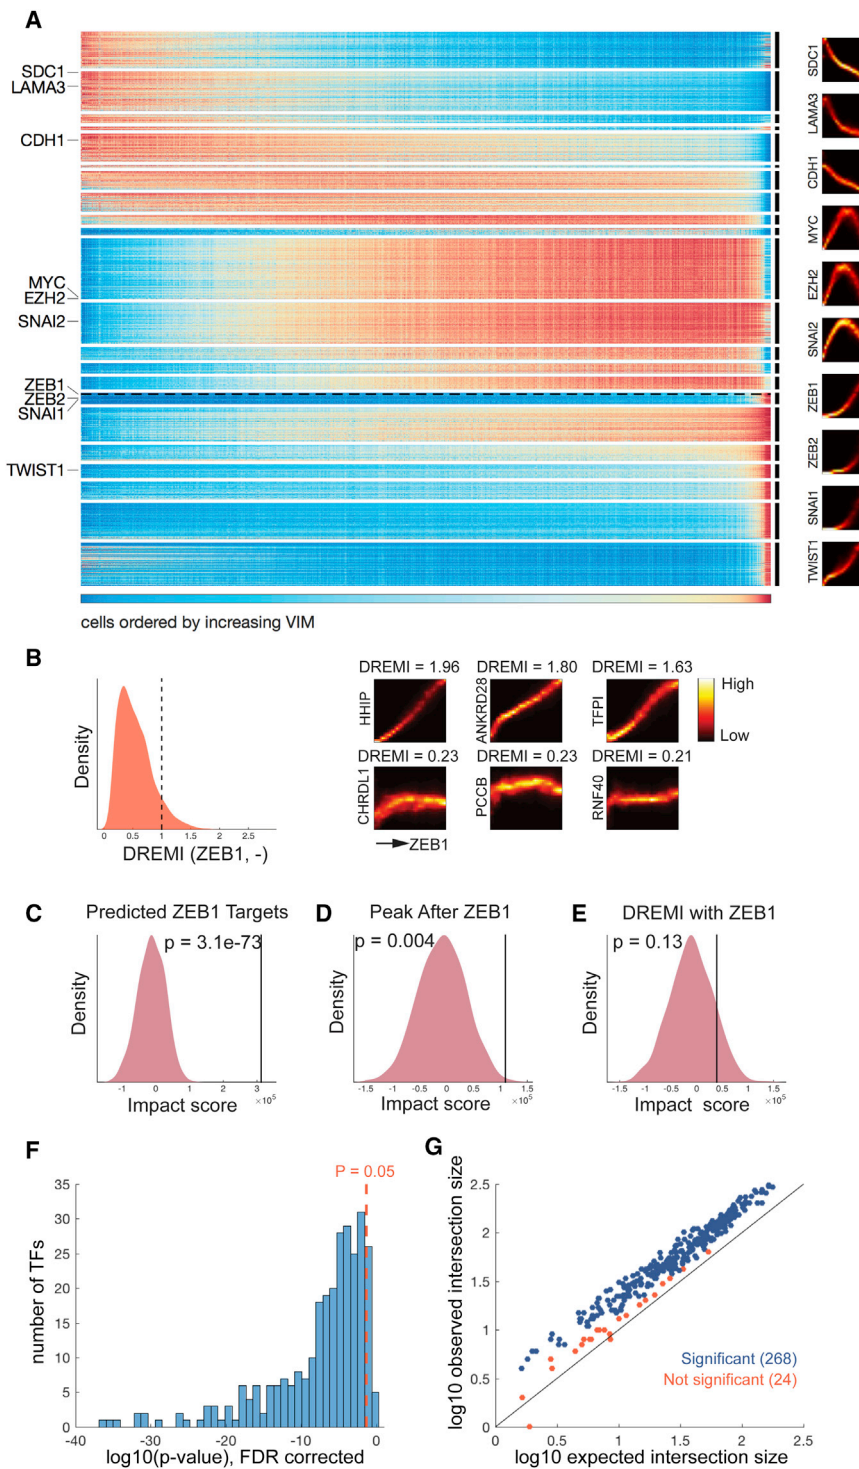 A
SDC1
LAMA3
CDH1
MYC
EZH2
SNAI2
ZEB1
ZEB2
SNAI1
TWIST1
SDC1
LAMA3
CDH1
MYC
EZH2
SNAI2
ZEB1
ZEB2
SNAI1
TWIST1
cells ordered by increasing VIM
B
Density
0 0.5 1 1.5 2 2.5
DREMI (ZEB1, -)
DREMI = 1.96 DREMI = 1.80 DREMI = 1.63
HHIP
ANKRD28
TFPI
High
Low
DREMI = 0.23 DREMI = 0.23 DREMI = 0.21
CHRDL1
PCCB
RNF40
ZEB1
C Predicted ZEB1 Targets
p = 3.1e-73
Density
-1 0 1 2 3
×10⁵
Impact score
D Peak After ZEB1
p = 0.004
Density
-1.5 -1 -0.5 0 0.5 1 1.5
×10⁵
Impact score
E DREMI with ZEB1
p = 0.13
Density
-1.5 -1 -0.5 0 0.5 1 1.5
×10⁵
Impact score
F
P = 0.05
number of TFs
35
30
25
20
15
10
5
0
-40 -30 -20 -10 0
log10(p-value), FDR corrected
G
log10 observed intersection size
2.5
2
1.5
1
0.5
0
Significant (268)
Not significant (24)
0 0.5 1 1.5 2 2.5
log10 expected intersection size